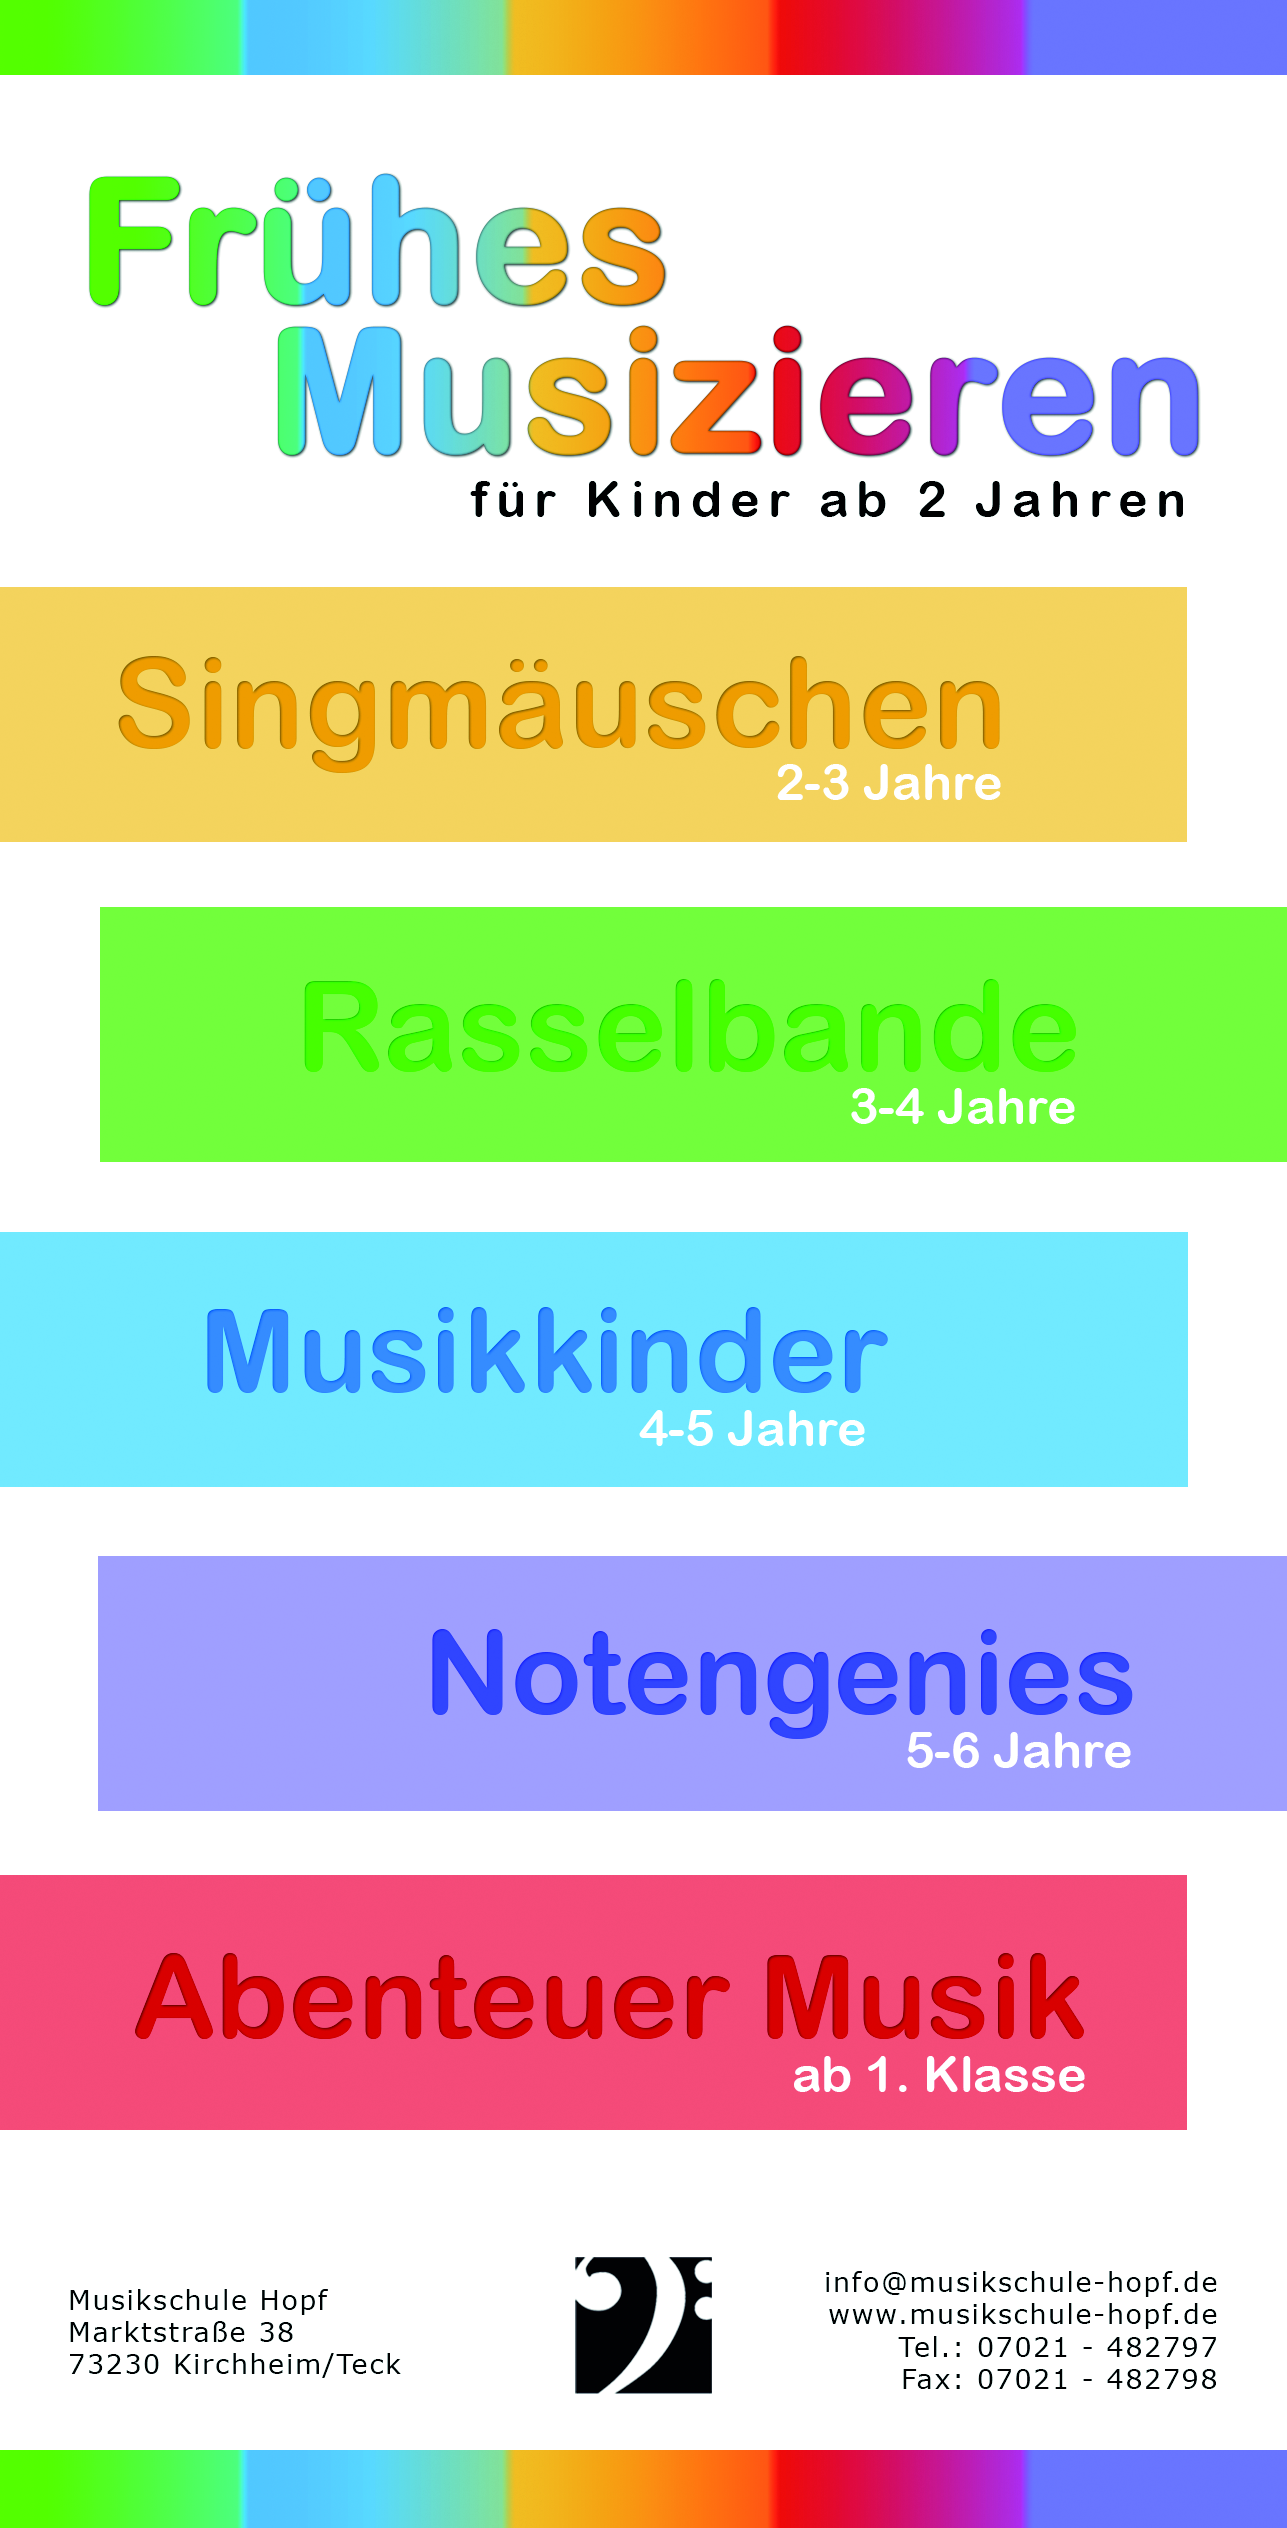 Frühes
Musizieren
für Kinder ab 2 Jahren
Singmäuschen
2-3 Jahre
Rasselbande
3-4 Jahre
Musikkinder
4-5 Jahre
Notengenies
5-6 Jahre
Abenteuer Musik
ab 1. Klasse
Musikschule Hopf
Marktstraße 38
73230 Kirchheim/Teck
info@musikschule-hopf.de
www.musikschule-hopf.de
Tel.: 07021 - 482797
Fax: 07021 - 482798